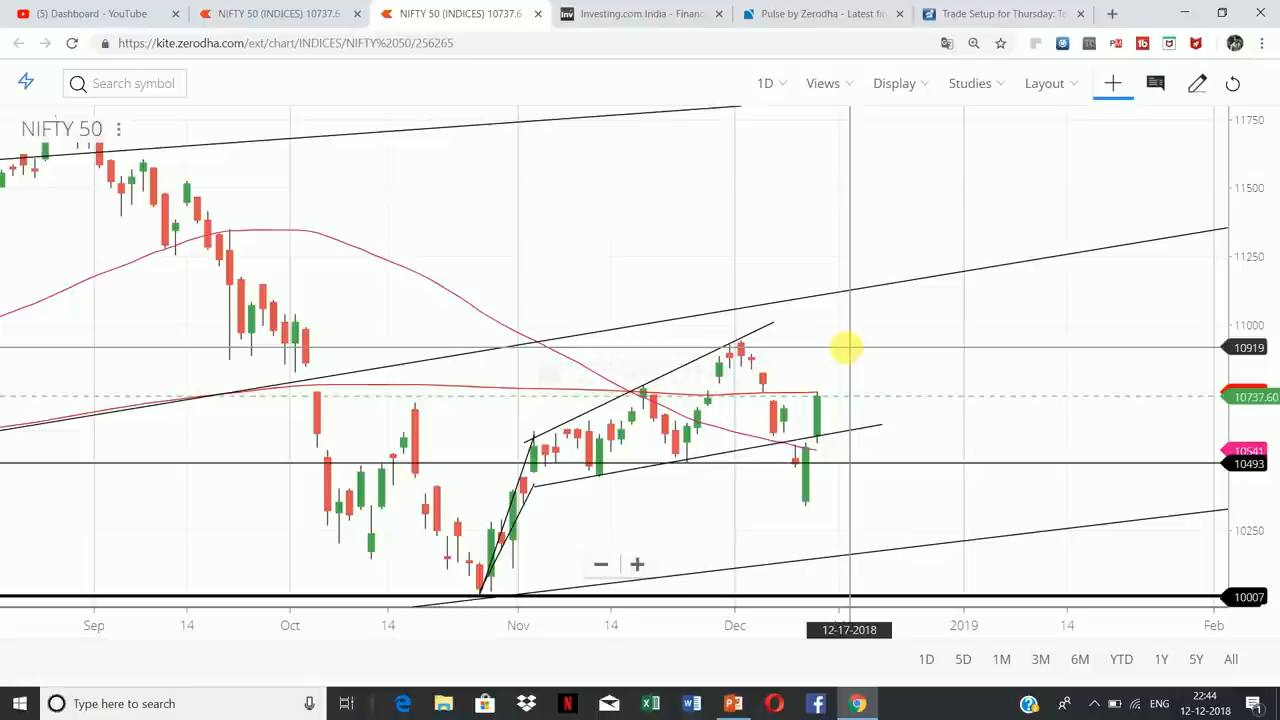 (5) Dashboard - YouTube
NIFTY 50 (INDICES) 10737.6
NIFTY 50 (INDICES) 10737.6
Investing.com India - Financ
Pulse by Zerodha - Latest fin
Trade Setup for Thursday: To
https://kite.zerodha.com/ext/chart/INDICES/NIFTY%2050/256265
Search symbol
1D
Views
Display
Studies
Layout
NIFTY 50
11750
11500
11250
11000
10919
10737.60
10541
10493
10250
10007
Sep
14
Oct
14
Nov
14
Dec
12-17-2018
2019
14
Feb
1D
5D
1M
3M
6M
YTD
1Y
5Y
All
Type here to search
ENG
22:44
12-12-2018